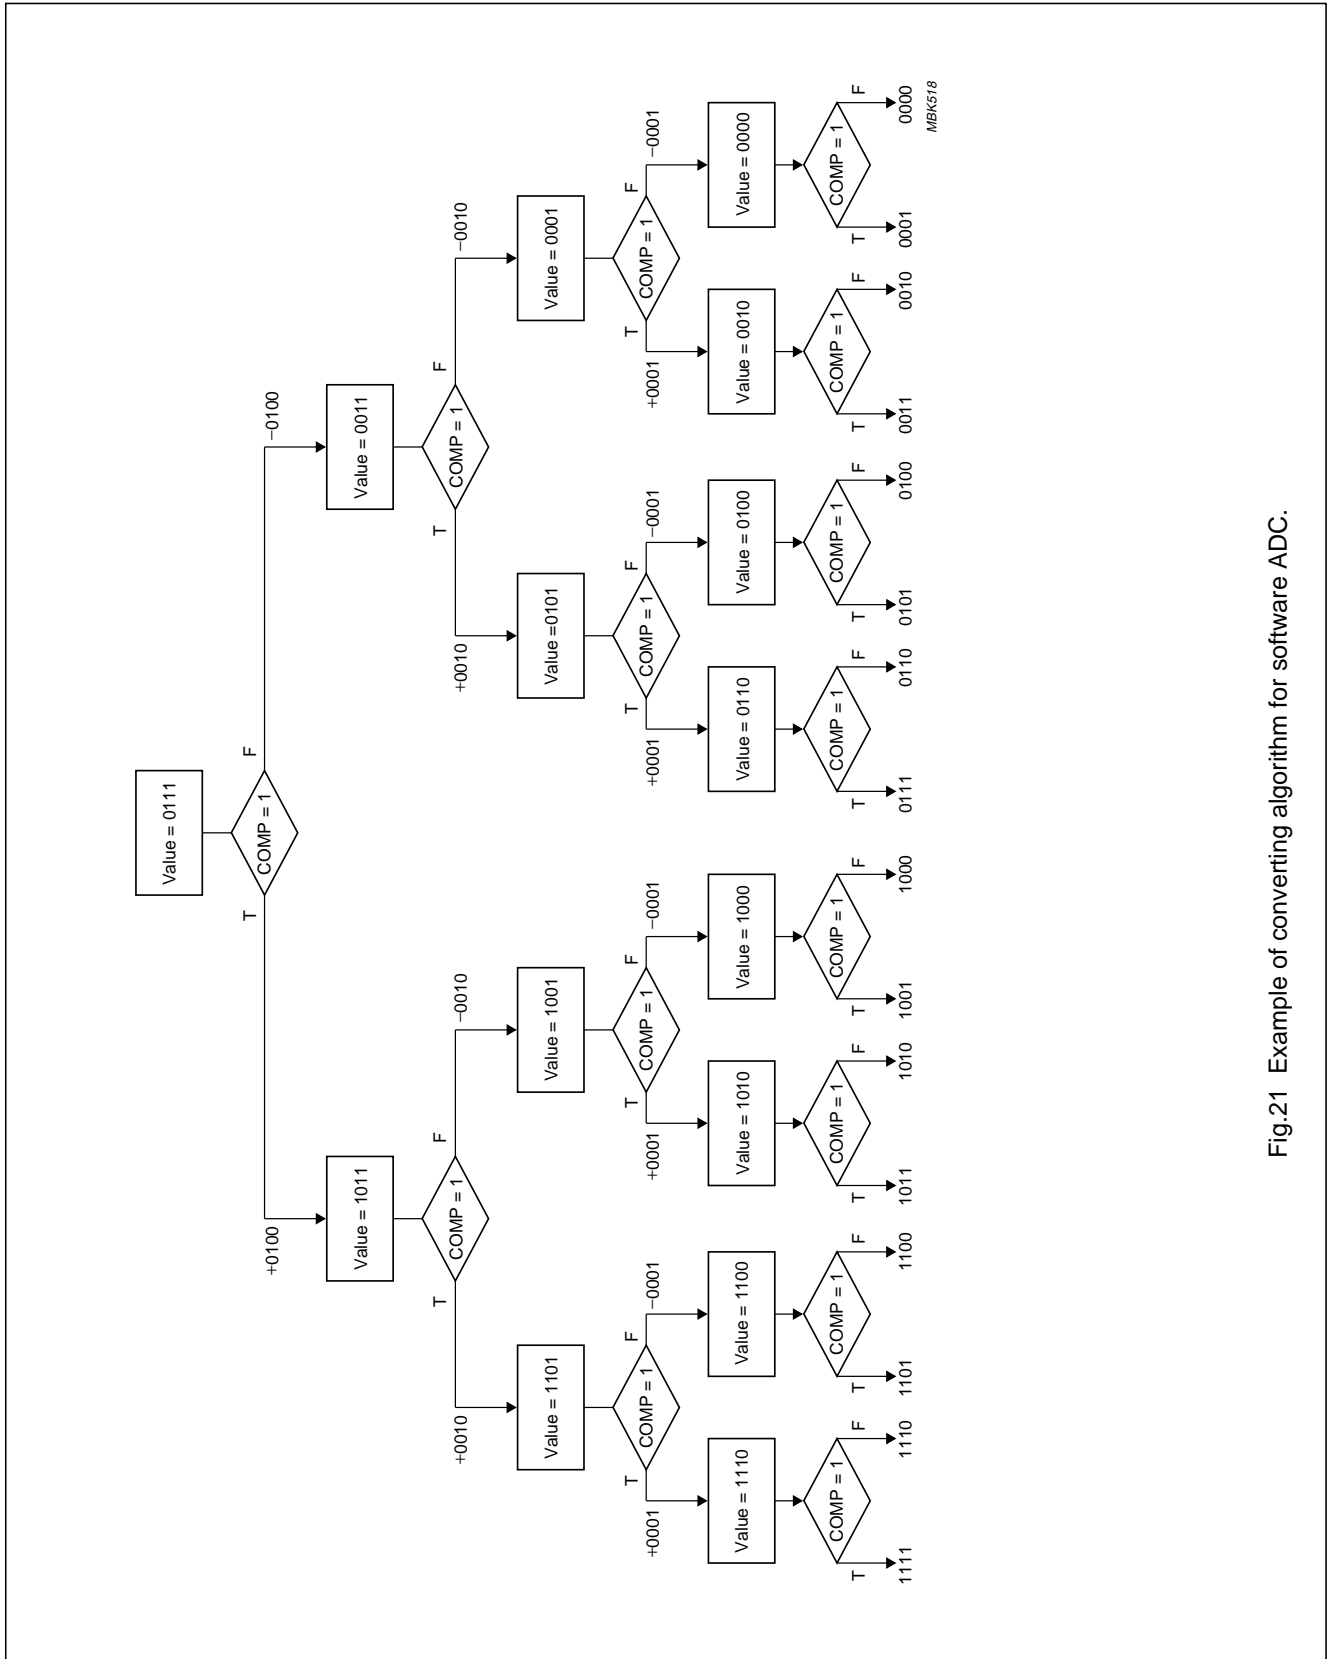 Value = 0111
T COMP = 1 F
+0100 −0100
Value = 1011 Value = 0011
T COMP = 1 F T COMP = 1 F
+0010 −0010 +0010 −0010
Value = 1101 Value = 1001 Value =0101 Value = 0001
T COMP = 1 F T COMP = 1 F T COMP = 1 F T COMP = 1 F
+0001 −0001 +0001 −0001 +0001 −0001 +0001 −0001
Value = 1110 Value = 1100 Value = 1010 Value = 1000 Value = 0110 Value = 0100 Value = 0010 Value = 0000
T COMP = 1 F T COMP = 1 F T COMP = 1 F T COMP = 1 F T COMP = 1 F T COMP = 1 F T COMP = 1 F T COMP = 1 F
1111 1110 1101 1100 1011 1010 1001 1000 0111 0110 0101 0100 0011 0010 0001 0000
MBK518
Fig.21 Example of converting algorithm for software ADC.